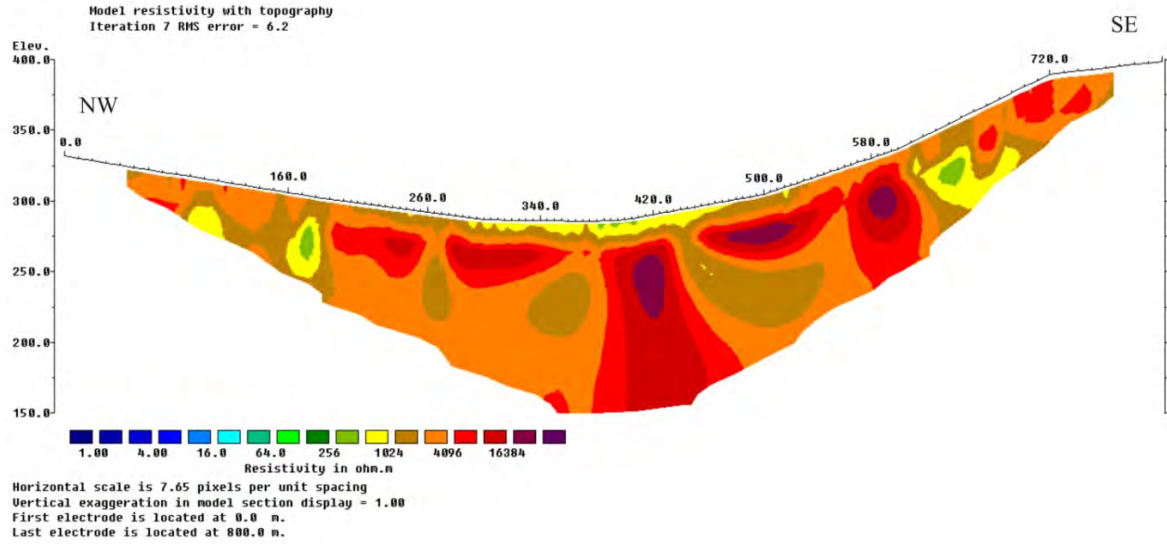 Model resistivity with topography
Iteration 7 RMS error = 6.2
SE
Elev.
400.0
720.0
NW
350.0
0.0
580.0
160.0
500.0
300.0
260.0
340.0
420.0
250.0
200.0
150.0
1.00 4.00 16.0 64.0 256 1024 4096 16384
Resistivity in ohm.m
Horizontal scale is 7.65 pixels per unit spacing
Vertical exaggeration in model section display = 1.00
First electrode is located at 0.0 m.
Last electrode is located at 800.0 m.